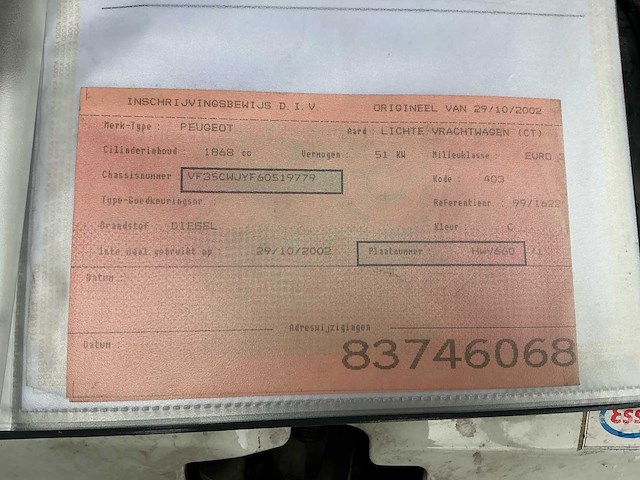 INSCHRIJVINGSBEWIJS D.I.V. ORIGINEEL VAN 29/10/2002
Merk-Type : PEUGEOT Aard : LICHTE VRACHTWAGEN (CT)
Cilinderinhoud : 1868 cc Vermogen : 51 KW Milieuklasse : EURO
Chassisnummer : VF35CWJYF60519779 Kode : 403
Type-Goedkeuringsnr Referentienr 99/1622
Brandstof : DIESEL Kleur : C
1ste maal gebruikt op : 29/10/2002 Plaatnummer : HWV660 /1
Datum :
Adreswijzigingen
Datum :
83746068